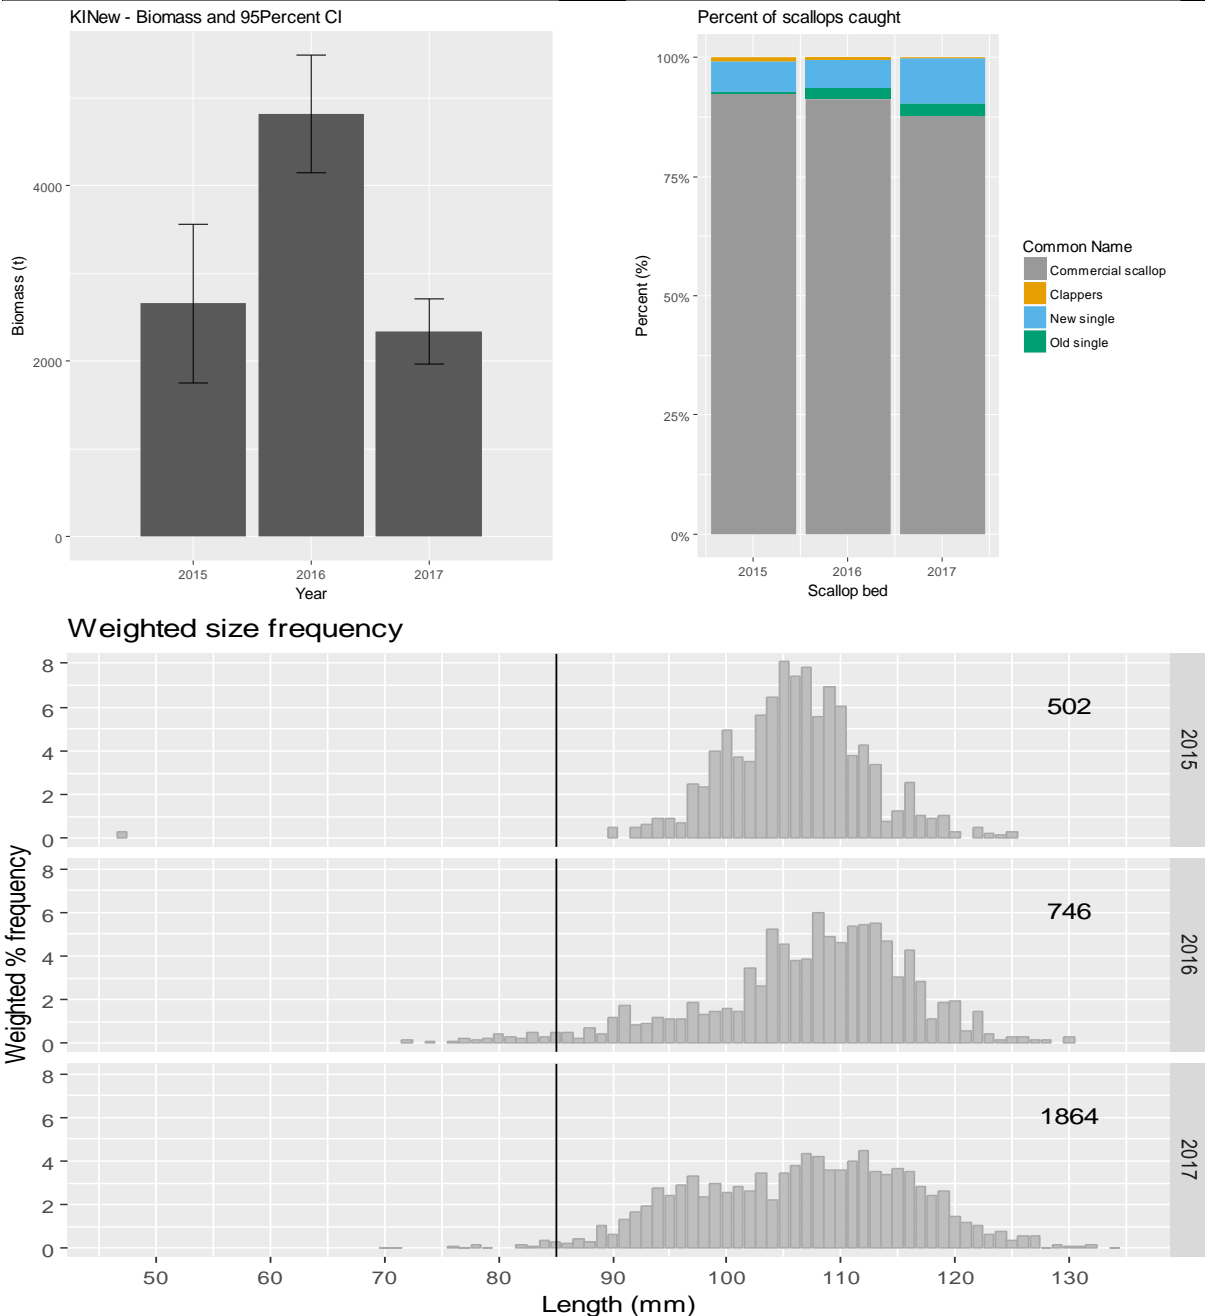 KINew - Biomass and 95Percent CI
Biomass (t)
4000
2000
0
2015 2016 2017
Year
Percent of scallops caught
Percent (%)
100%
75%
50%
25%
0%
2015 2016 2017
Scallop bed
Common Name
Commercial scallop
Clappers
New single
Old single
Weighted size frequency
Weighted % frequency
8
6
4
2
0
502
2015
8
6
4
2
0
746
2016
8
6
4
2
0
1864
2017
50 60 70 80 90 100 110 120 130
Length (mm)